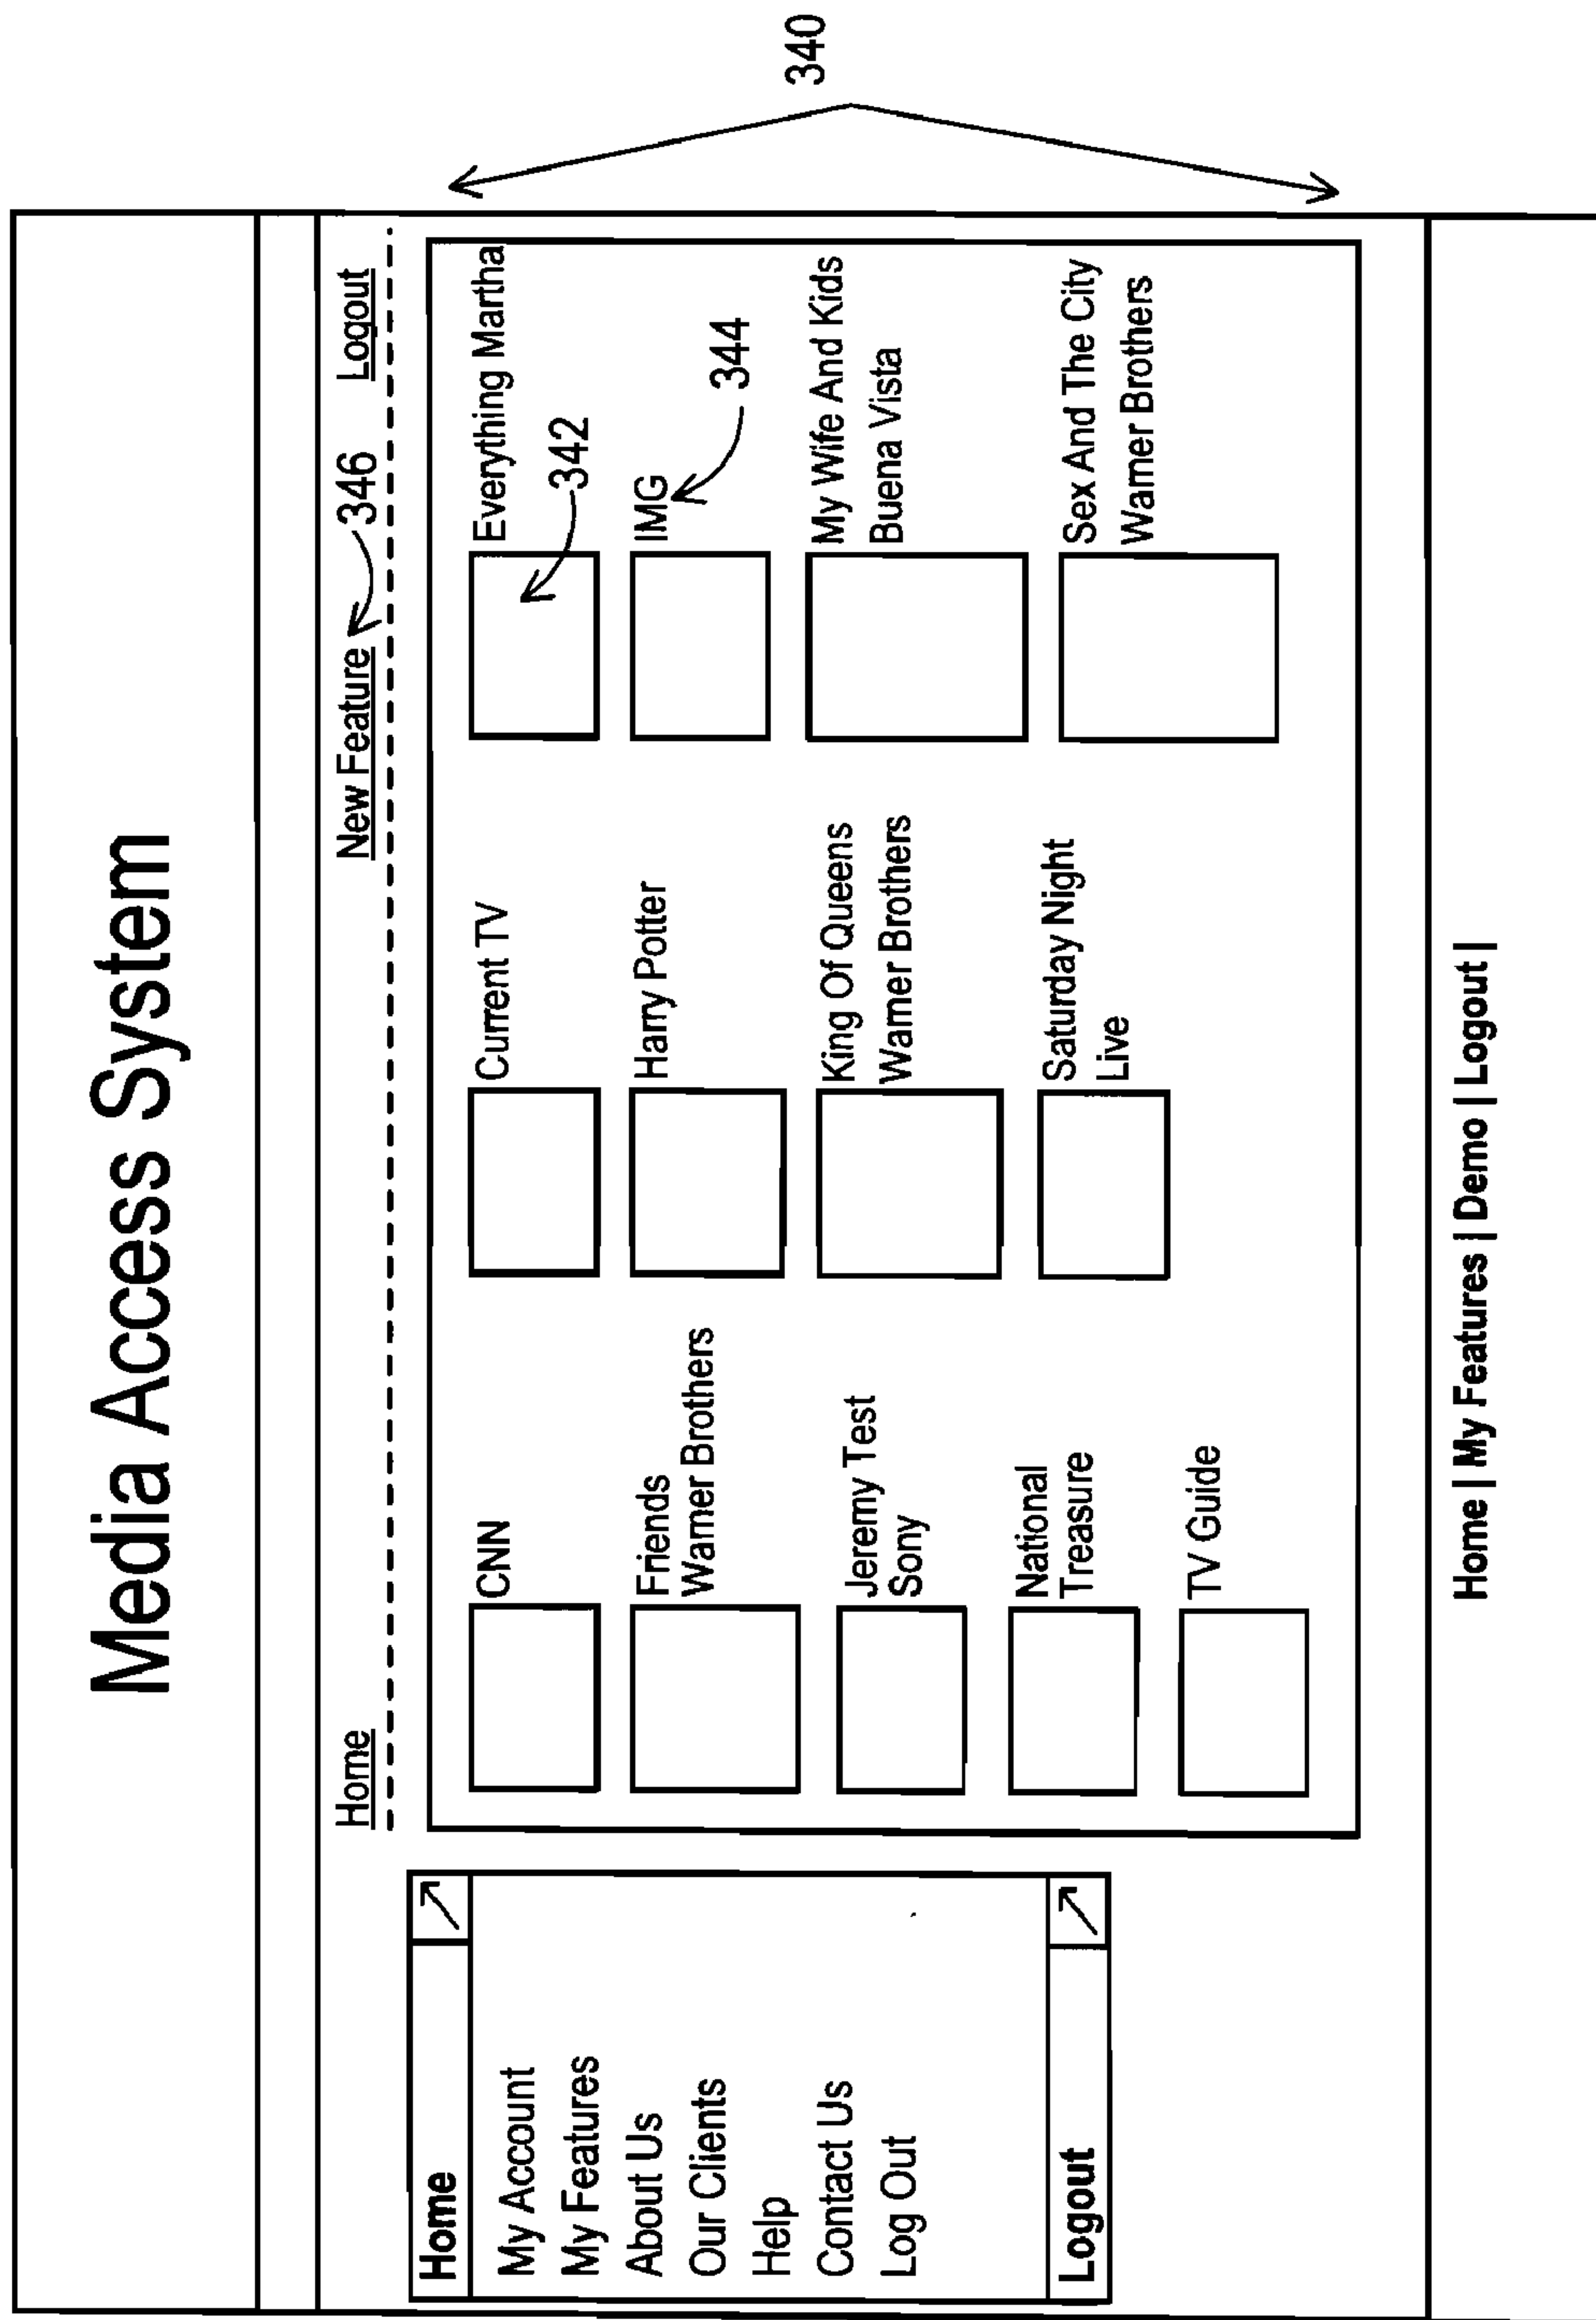 Media Access System
Home
New Feature
346
Logout
Home
My Account
My Features
About Us
Our Clients
Help
Contact Us
Log Out
Logout
CNN
Friends
Warner Brothers
Jeremy Test
Sony
National
Treasure
TV Guide
Current TV
Harry Potter
King Of Queens
Warner Brothers
Saturday Night
Live
Everything Martha
342
IMG
344
My Wife And Kids
Buena Vista
Sex And The City
Warner Brothers
340
Home | My Features | Demo | Logout |